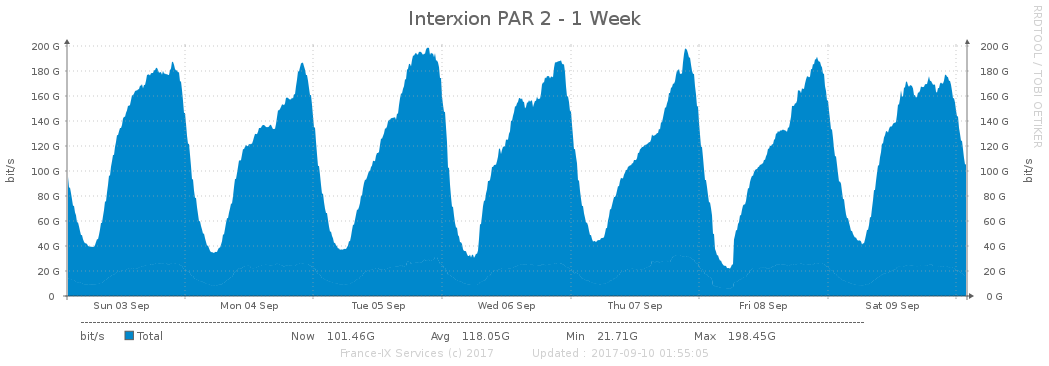 Interxion PAR 2 - 1 Week
RRDTOOL / TOBI OETIKER
200 G 200 G
180 G 180 G
160 G 160 G
140 G 140 G
120 G 120 G
100 G 100 G
80 G 80 G
60 G 60 G
40 G 40 G
20 G 20 G
0 0 G
bit/s
bit/s
Sun 03 Sep Mon 04 Sep Tue 05 Sep Wed 06 Sep Thu 07 Sep Fri 08 Sep Sat 09 Sep
bit/s Total Now 101.46G Avg 118.05G Min 21.71G Max 198.45G
France-IX Services (c) 2017 Updated : 2017-09-10 01:55:05